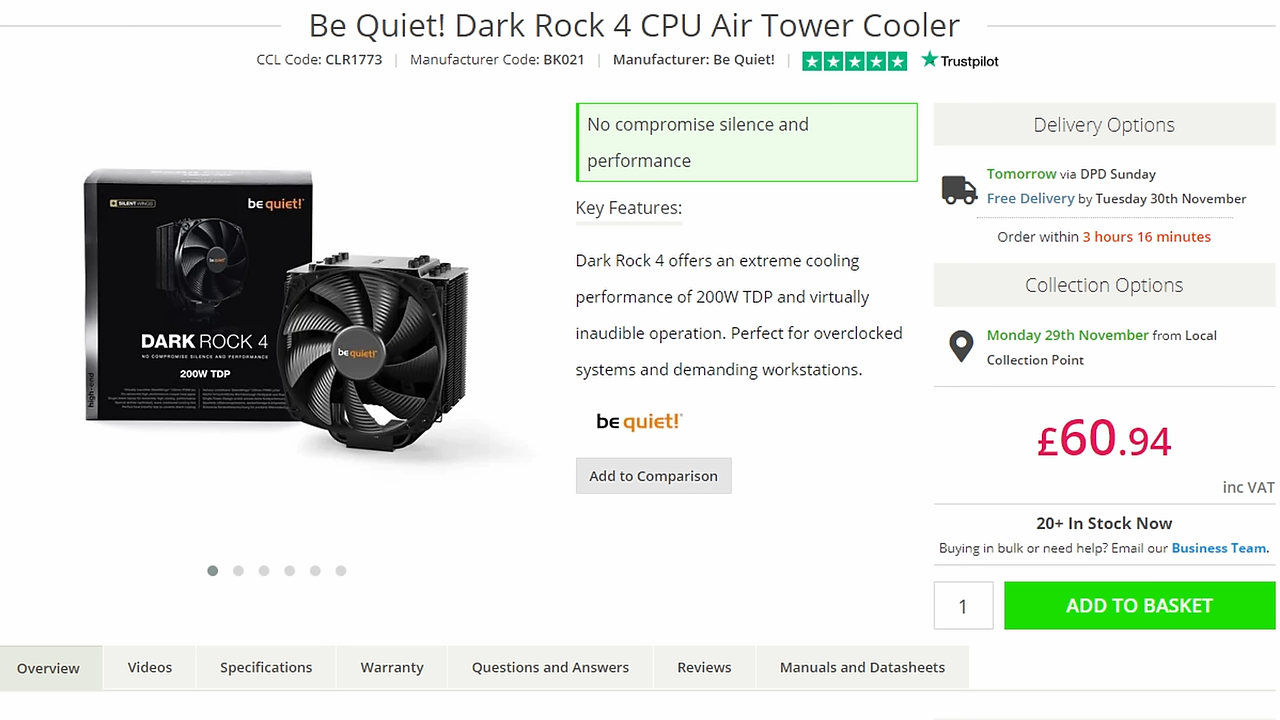 Be Quiet! Dark Rock 4 CPU Air Tower Cooler
CCL Code: CLR1773 | Manufacturer Code: BK021 | Manufacturer: Be Quiet! | Trustpilot
SILENT WINGS
be quiet!
be quiet!
DARK ROCK 4
NO COMPROMISE SILENCE AND PERFORMANCE
200W TDP
high-end
be quiet!
No compromise silence and
performance
Key Features:
Dark Rock 4 offers an extreme cooling
performance of 200W TDP and virtually
inaudible operation. Perfect for overclocked
systems and demanding workstations.
be quiet!
Add to Comparison
Delivery Options
Tomorrow via DPD Sunday
Free Delivery by Tuesday 30th November
Order within 3 hours 16 minutes
Collection Options
Monday 29th November from Local
Collection Point
£60.94
inc VAT
20+ In Stock Now
Buying in bulk or need help? Email our Business Team.
1
ADD TO BASKET
Overview
Videos
Specifications
Warranty
Questions and Answers
Reviews
Manuals and Datasheets